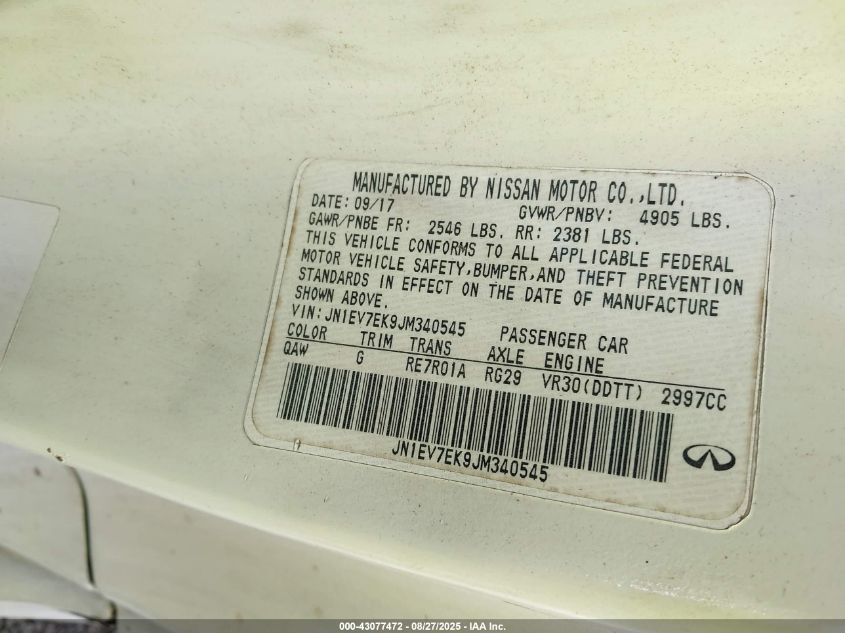 MANUFACTURED BY NISSAN MOTOR CO.,LTD.
DATE: 09/17 GVWR/PNBV: 4905 LBS.
GAWR/PNBE FR: 2546 LBS. RR: 2381 LBS.
THIS VEHICLE CONFORMS TO ALL APPLICABLE FEDERAL
MOTOR VEHICLE SAFETY,BUMPER,AND THEFT PREVENTION
STANDARDS IN EFFECT ON THE DATE OF MANUFACTURE
SHOWN ABOVE.
VIN:JN1EV7EK9JM340545 PASSENGER CAR
COLOR TRIM TRANS AXLE ENGINE
QAW G RE7R01A RG29 VR30(DDTT) 2997CC
JN1EV7EK9JM340545
000-43077472 - 08/27/2025 - IAA Inc.